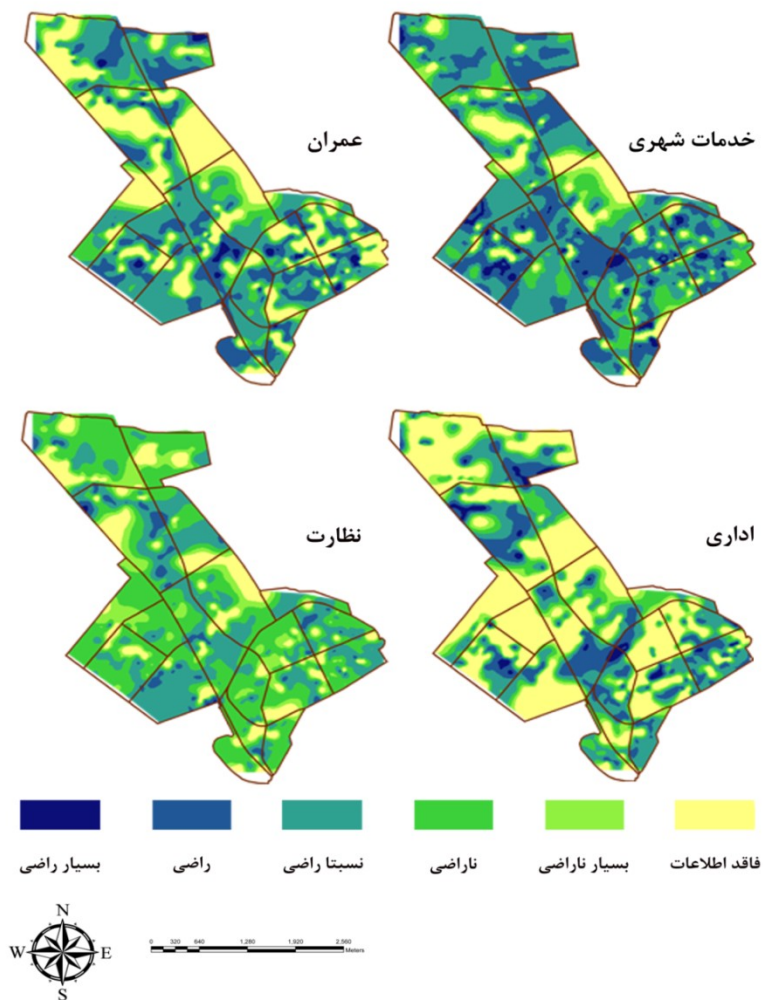 خدمات شهری
عمران
اداری
نظارت
فاقد اطلاعات
بسیار ناراضی
ناراضی
نسبتا راضی
راضی
بسیار راضی
N
W E
S
0 320 640 1,280 1,920 2,560
Meters